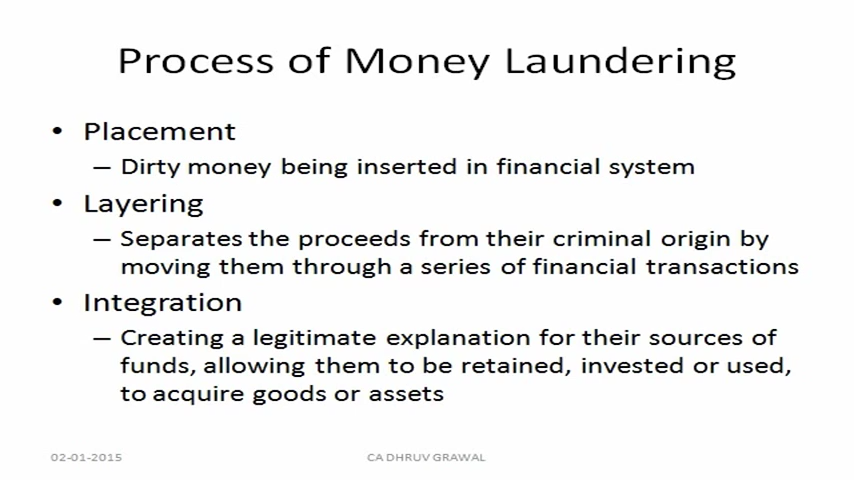 Process of Money Laundering
• Placement
– Dirty money being inserted in financial system
• Layering
– Separates the proceeds from their criminal origin by
moving them through a series of financial transactions
• Integration
– Creating a legitimate explanation for their sources of
funds, allowing them to be retained, invested or used,
to acquire goods or assets
02-01-2015 CA DHRUV GRAWAL